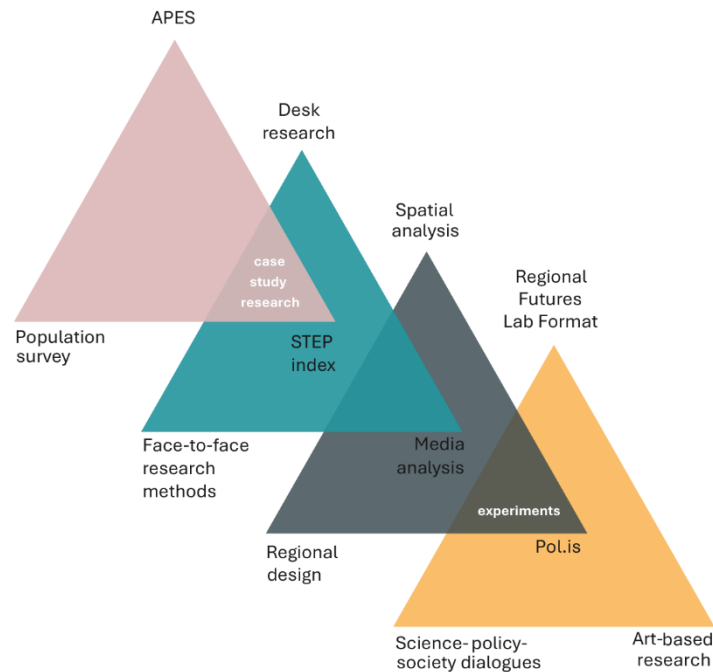 APES
Desk
research
Spatial
analysis
case
study
research
Regional
Futures
Lab Format
Population
survey
STEP
index
Face-to-face
research
methods
Media
analysis
experiments
Regional
design
Pol.is
Science-policy-
society dialogues
Art-based
research